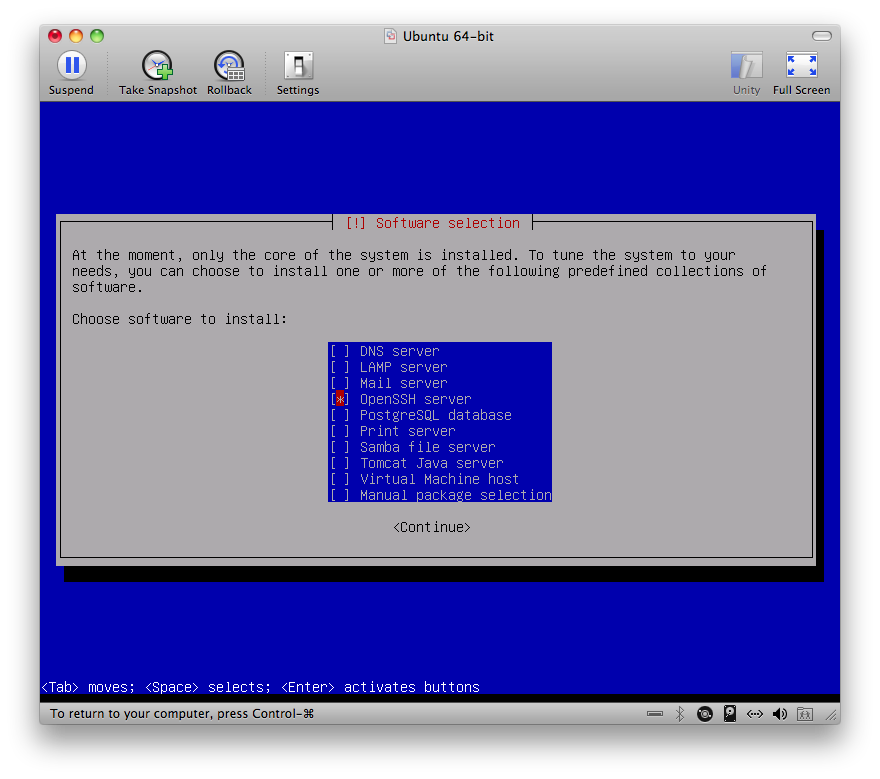 Ubuntu 64-bit
Suspend Take Snapshot Rollback Settings Unity Full Screen
[!] Software selection
At the moment, only the core of the system is installed. To tune the system to your
needs, you can choose to install one or more of the following predefined collections of
software.
Choose software to install:
[ ] DNS server
[ ] LAMP server
[ ] Mail server
[*] OpenSSH server
[ ] PostgreSQL database
[ ] Print server
[ ] Samba file server
[ ] Tomcat Java server
[ ] Virtual Machine host
[ ] Manual package selection
<Continue>
<Tab> moves; <Space> selects; <Enter> activates buttons
To return to your computer, press Control-⌘